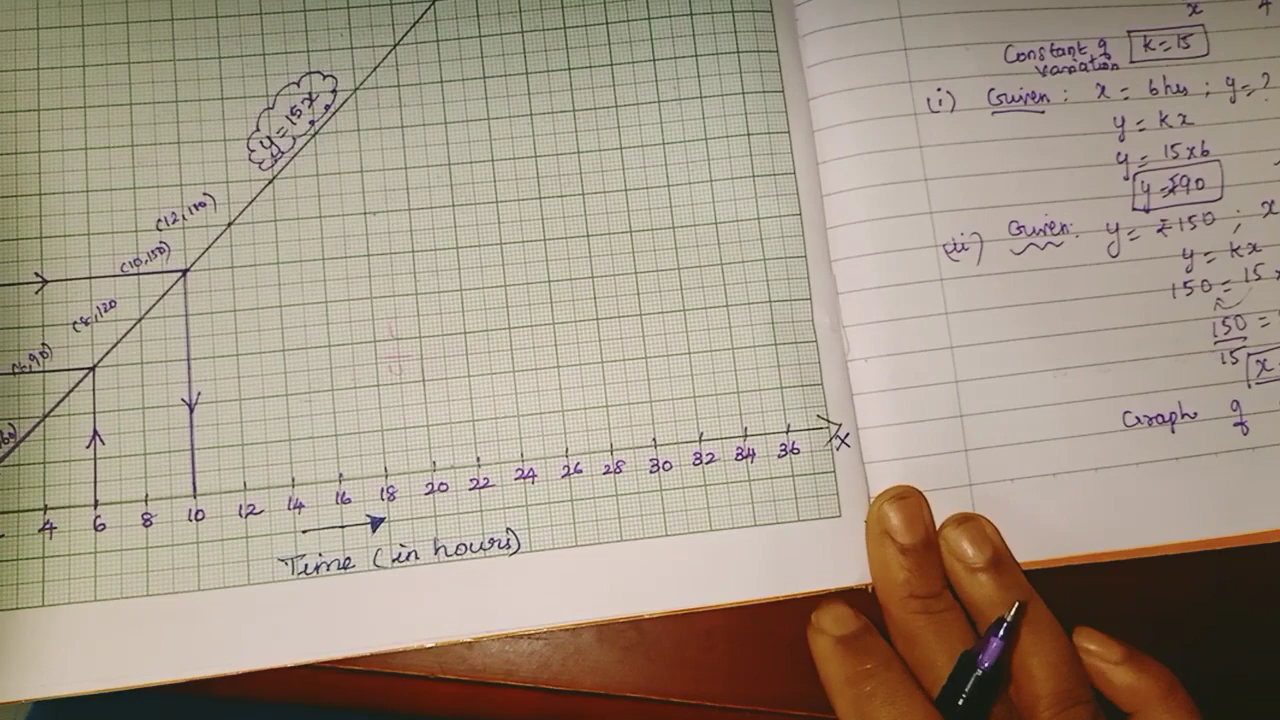 y = 15x
(12,180)
(10,150)
(8,120
(6,90)
4 6 8 10 12 14 16 18 20 22 24 26 28 30 32 34 36 X
Time (in hours)
x 4
Constant of k = 15
variation
(i) Given: x = 6 hrs ; y = ?
y = kx
y = 15x6
y = ₹90
(ii) Given: y = ₹150 ; x
y = kx
150 = 15 x
150 =
15 x
Graph of